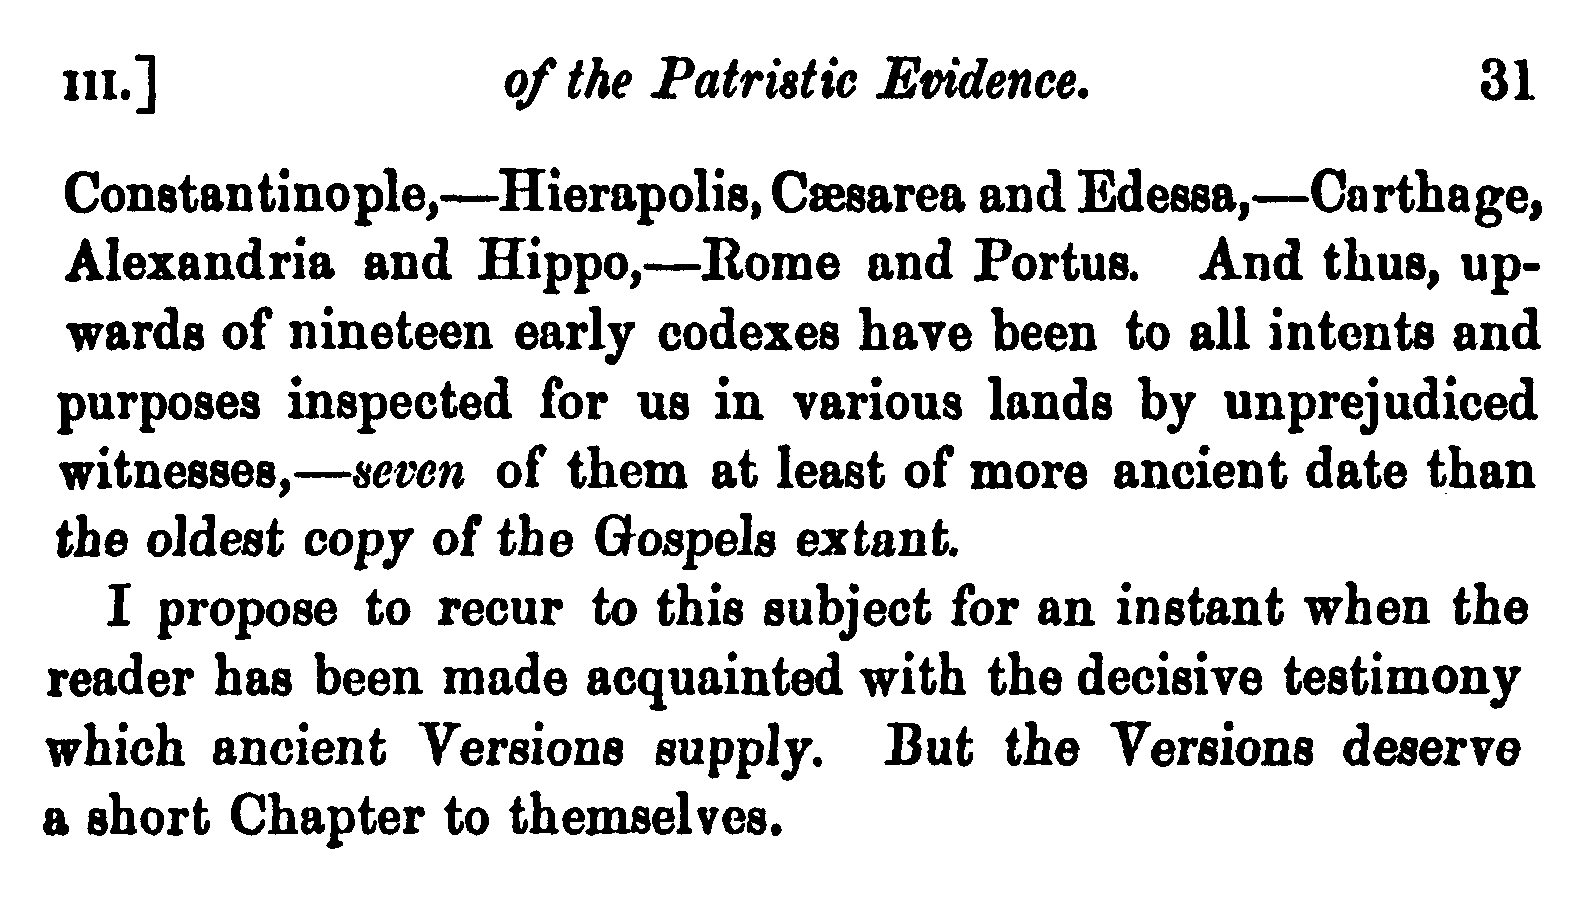 III.] of the Patristic Evidence. 31
Constantinople,—Hierapolis, Cæsarea and Edessa,—Carthage,
Alexandria and Hippo,—Rome and Portus. And thus, up-
wards of nineteen early codexes have been to all intents and
purposes inspected for us in various lands by unprejudiced
witnesses,—seven of them at least of more ancient date than
the oldest copy of the Gospels extant.
I propose to recur to this subject for an instant when the
reader has been made acquainted with the decisive testimony
which ancient Versions supply. But the Versions deserve
a short Chapter to themselves.